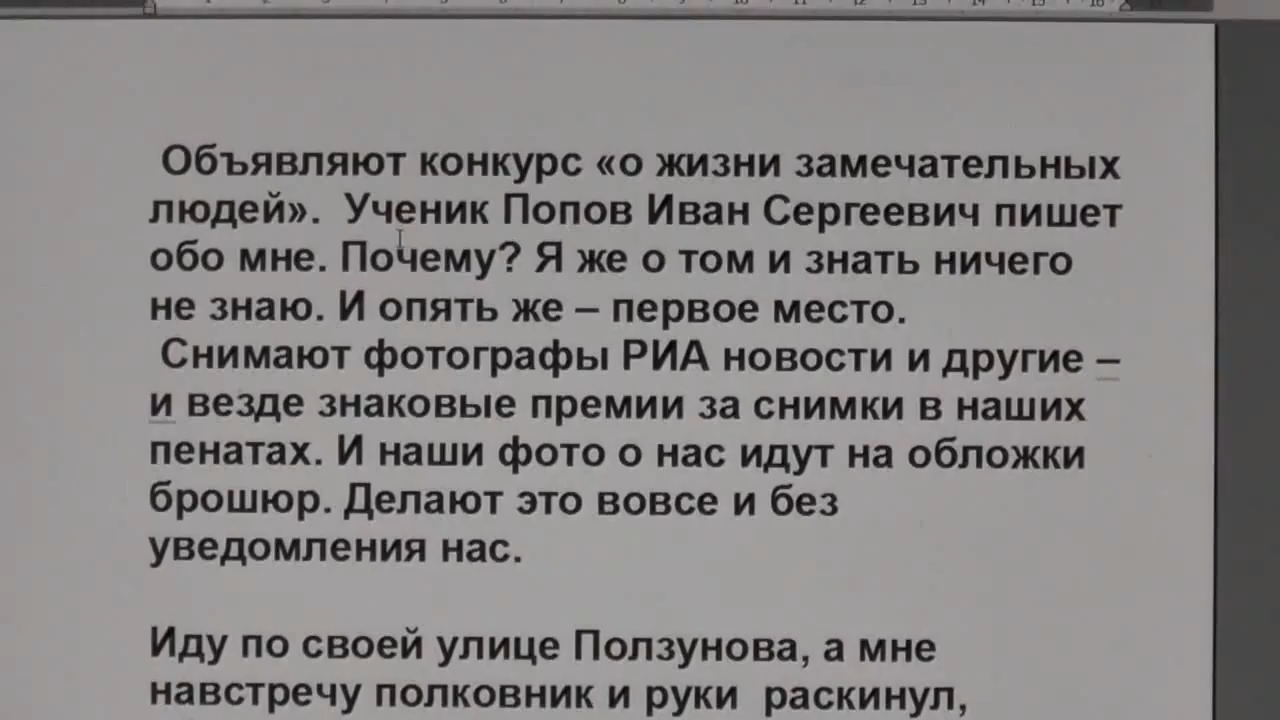 Объявляют конкурс «о жизни замечательных
людей». Ученик Попов Иван Сергеевич пишет
обо мне. Почему? Я же о том и знать ничего
не знаю. И опять же – первое место.
Снимают фотографы РИА новости и другие –
и везде знаковые премии за снимки в наших
пенатах. И наши фото о нас идут на обложки
брошюр. Делают это вовсе и без
уведомления нас.
Иду по своей улице Ползунова, а мне
навстречу полковник и руки раскинул,